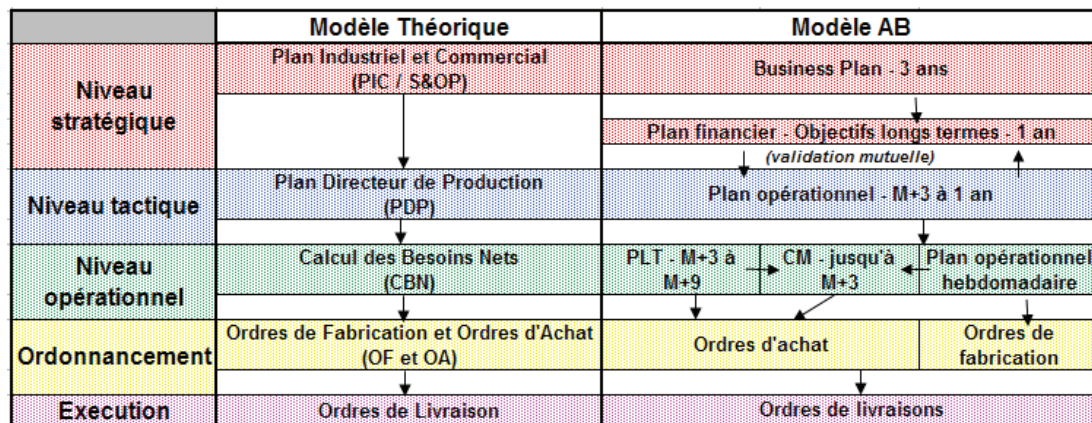 Modèle Théorique
Modèle AB
Niveau
stratégique
Plan Industriel et Commercial
(PIC / S&OP)
Business Plan - 3 ans
Plan financier - Objectifs longs termes - 1 an
(validation mutuelle)
Niveau tactique
Plan Directeur de Production
(PDP)
Plan opérationnel - M+3 à 1 an
Niveau
opérationnel
Calcul des Besoins Nets
(CBN)
PLT - M+3 à
M+9
CM - jusqu'à
M+3
Plan opérationnel
hebdomadaire
Ordonnancement
Ordres de Fabrication et Ordres d'Achat
(OF et OA)
Ordres d'achat
Ordres de
fabrication
Execution
Ordres de Livraison
Ordres de livraisons